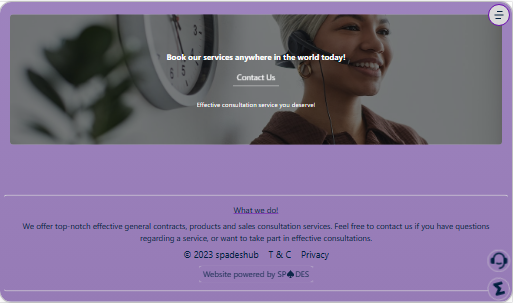 Book our services anywhere in the world today!
Contact Us
Effective consultation service you deserve!
What we do!
We offer top-notch effective general contracts, products and sales consultation services. Feel free to contact us if you have questions
regarding a service, or want to take part in effective consultations.
© 2023 spadeshub T & C Privacy
Website powered by SP♠DES